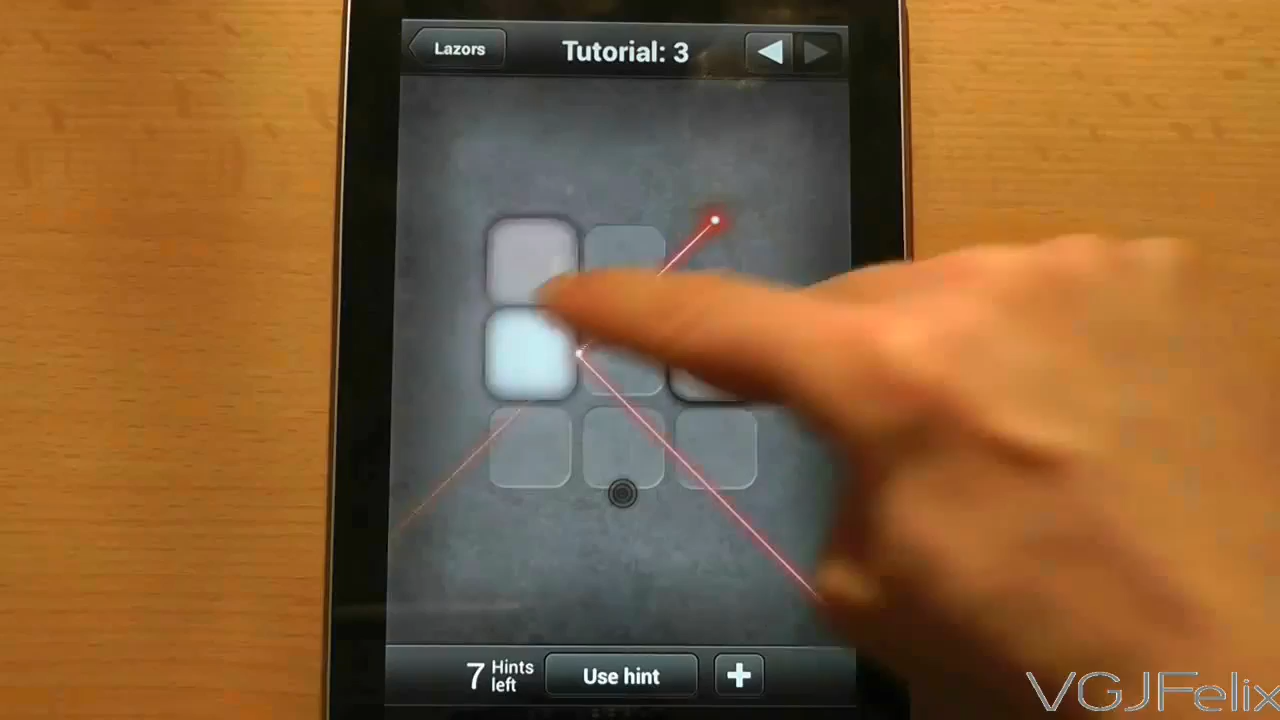 Lazors
Tutorial: 3
7 Hints left
Use hint
+
VGJFelix